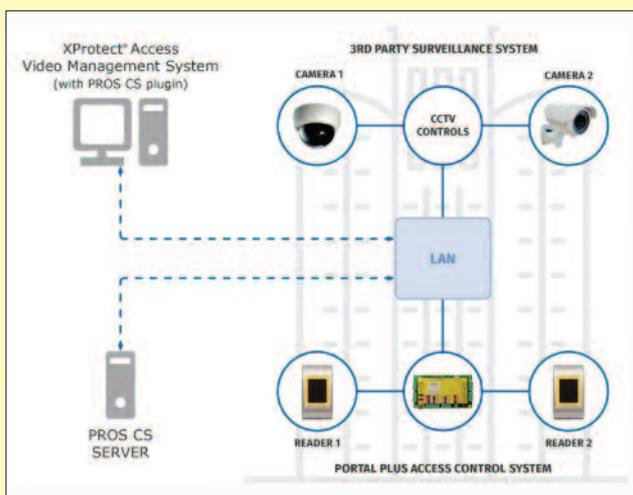 XProtect® Access
Video Management System
(with PROS CS plugin)
3RD PARTY SURVEILLANCE SYSTEM
CAMERA 1
CAMERA 2
CCTV
CONTROLS
LAN
PROS CS
SERVER
READER 1
READER 2
PORTAL PLUS ACCESS CONTROL SYSTEM